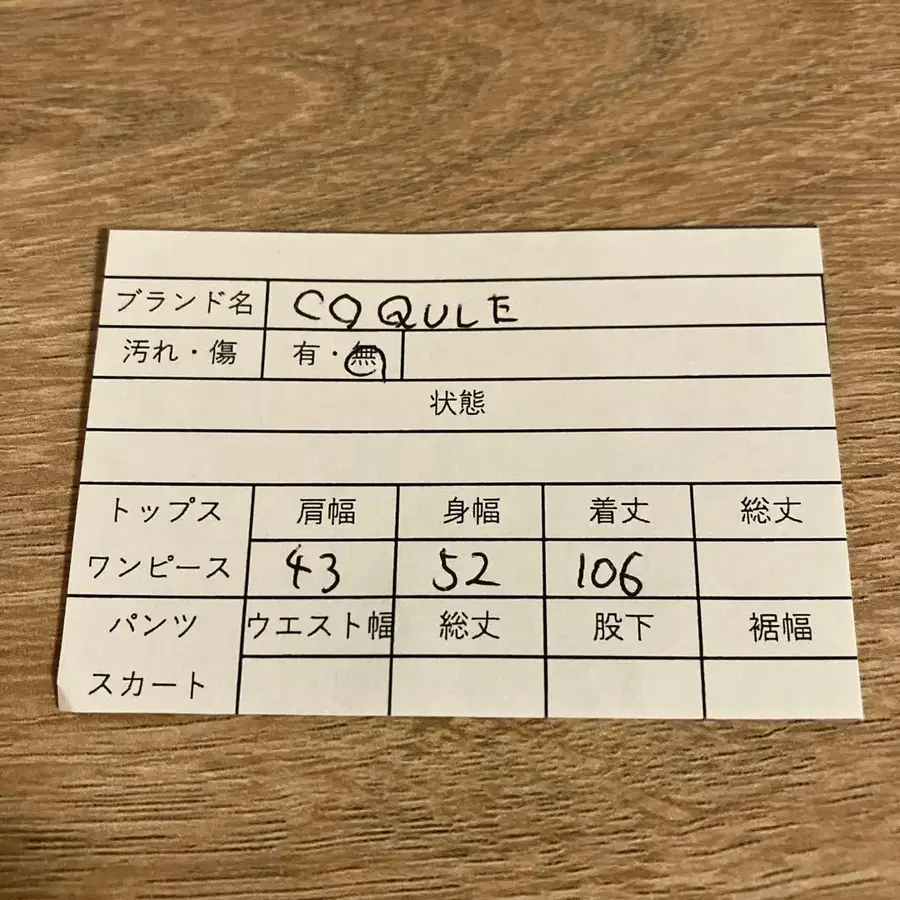 ブランド名 COQULE
汚れ・傷 有・無
状態
トップス 肩幅 身幅 着丈 総丈
ワンピース 43 52 106
パンツ ウエスト幅 総丈 股下 裾幅
スカート